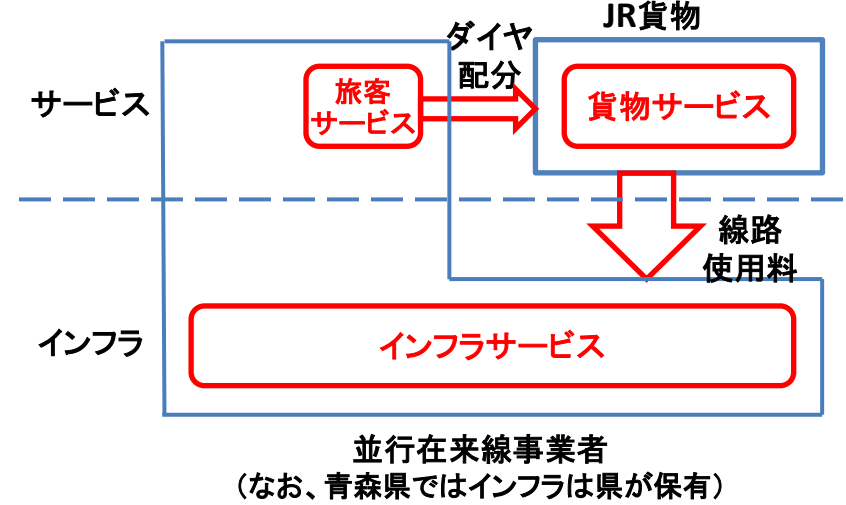 JR貨物
ダイヤ
配分
サービス
旅客
サービス
貨物サービス
線路
使用料
インフラ
インフラサービス
並行在来線事業者
（なお、青森県ではインフラは県が保有）